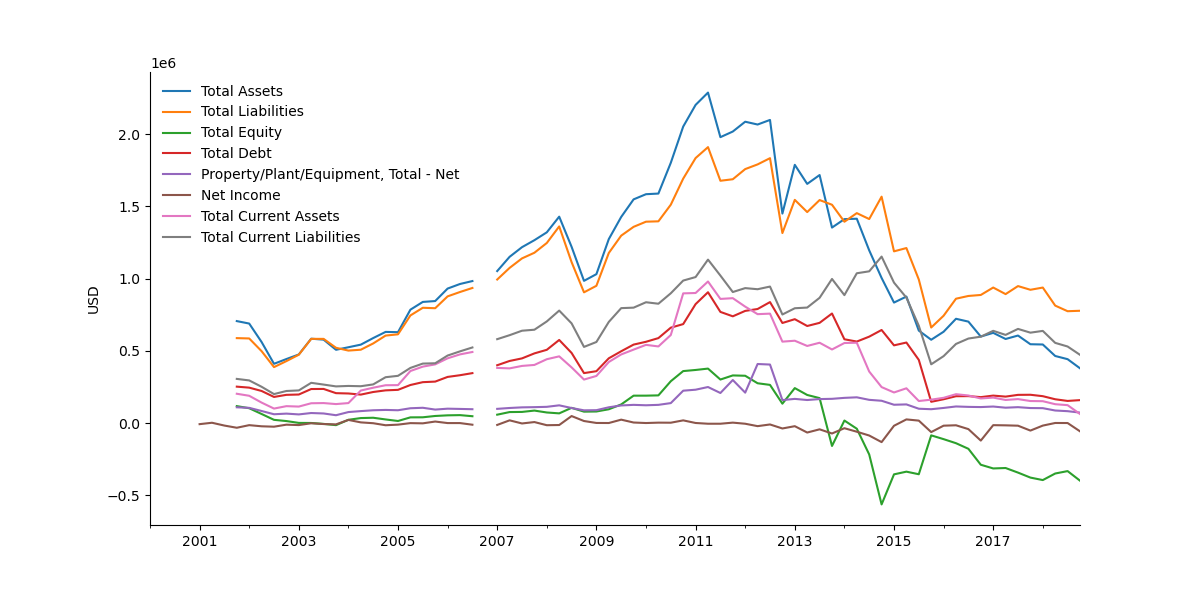 1e6
Total Assets
Total Liabilities
Total Equity
Total Debt
Property/Plant/Equipment, Total - Net
Net Income
Total Current Assets
Total Current Liabilities
USD
2.0
1.5
1.0
0.5
0.0
−0.5
2001 2003 2005 2007 2009 2011 2013 2015 2017